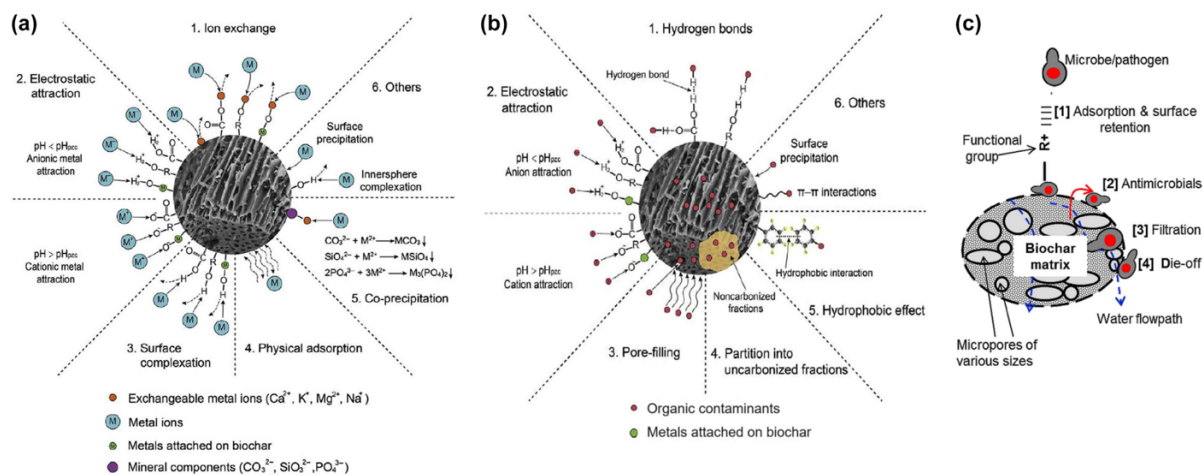 (a)
1. Ion exchange
2. Electrostatic
attraction
6. Others
Surface
precipitation
Innersphere
complexation
pH < pHpzc
Anionic metal
attraction
pH > pHpzc
Cationic metal
attraction
CO₃²⁻ + M²⁺ → MCO₃↓
SiO₄²⁻ + M²⁺ → MSiO₄↓
2PO₄³⁻ + 3M²⁺ → M₃(PO₄)₂↓
5. Co-precipitation
3. Surface
complexation
4. Physical adsorption
Exchangeable metal ions (Ca²⁺, K⁺, Mg²⁺, Na⁺)
M Metal ions
Metals attached on biochar
Mineral components (CO₃²⁻, SiO₃²⁻, PO₄³⁻)
(b)
1. Hydrogen bonds
Hydrogen bond
2. Electrostatic
attraction
6. Others
Surface
precipitation
π–π interactions
pH < pHpzc
Anion attraction
pH > pHpzc
Cation attraction
Hydrophobic interaction
Noncarbonized
fractions
5. Hydrophobic effect
3. Pore-filling
4. Partition into
uncarbonized fractions
Organic contaminants
Metals attached on biochar
(c)
Microbe/pathogen
[1] Adsorption & surface
retention
Functional
group
R+
[2] Antimicrobials
[3] Filtration
[4] Die-off
Biochar
matrix
Water flowpath
Micropores of
various sizes